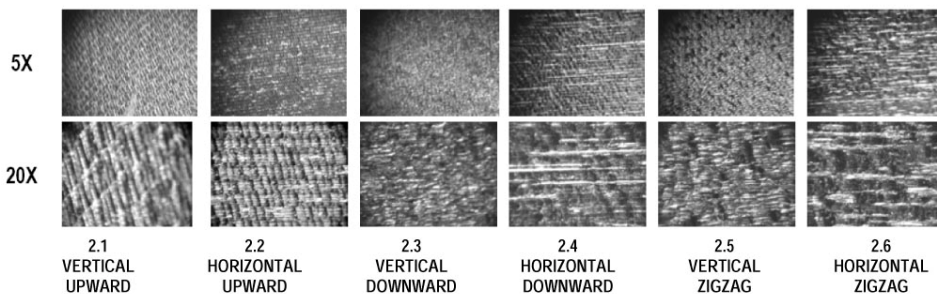 5X
20X
2.1
VERTICAL
UPWARD
2.2
HORIZONTAL
UPWARD
2.3
VERTICAL
DOWNWARD
2.4
HORIZONTAL
DOWNWARD
2.5
VERTICAL
ZIGZAG
2.6
HORIZONTAL
ZIGZAG